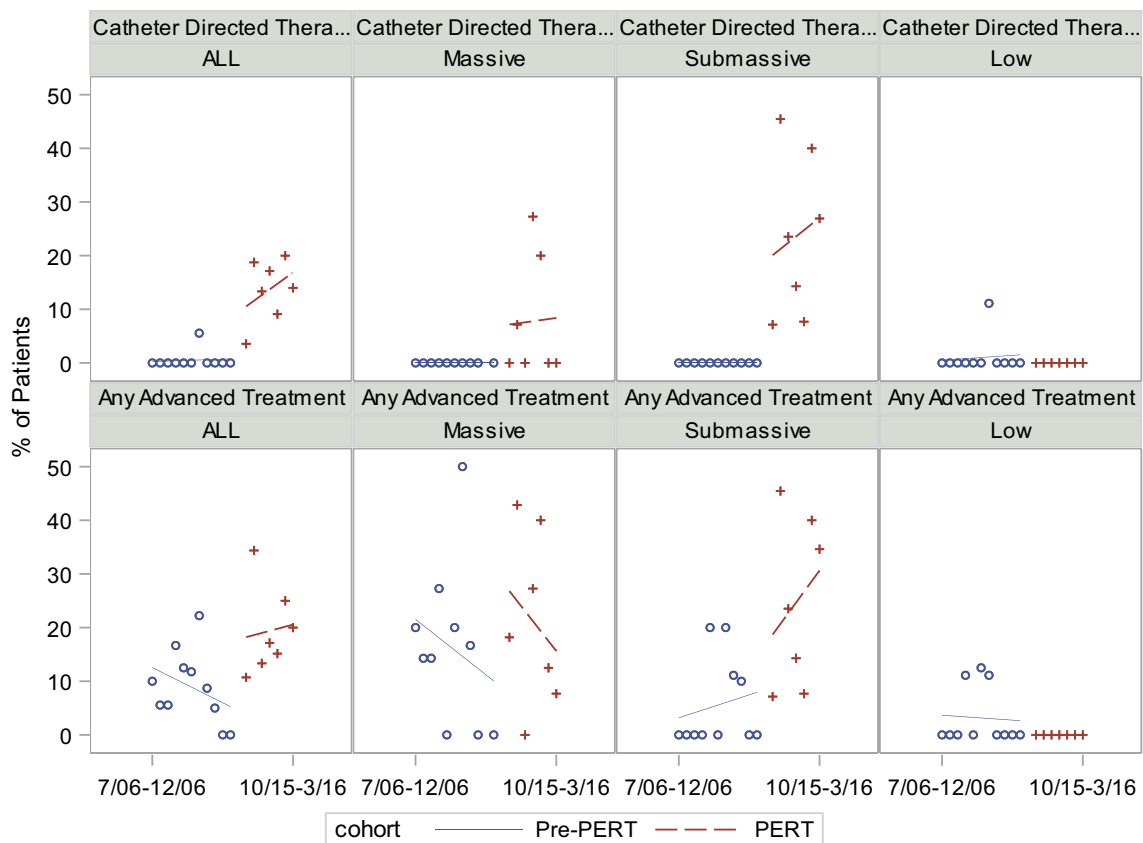 Catheter Directed Thera... Catheter Directed Thera... Catheter Directed Thera... Catheter Directed Thera...
ALL Massive Submassive Low
50
40
30
20
10
0
% of Patients
Any Advanced Treatment Any Advanced Treatment Any Advanced Treatment Any Advanced Treatment
ALL Massive Submassive Low
50
40
30
20
10
0
7/06-12/06 10/15-3/16 7/06-12/06 10/15-3/16 7/06-12/06 10/15-3/16 7/06-12/06 10/15-3/16
cohort Pre-PERT PERT